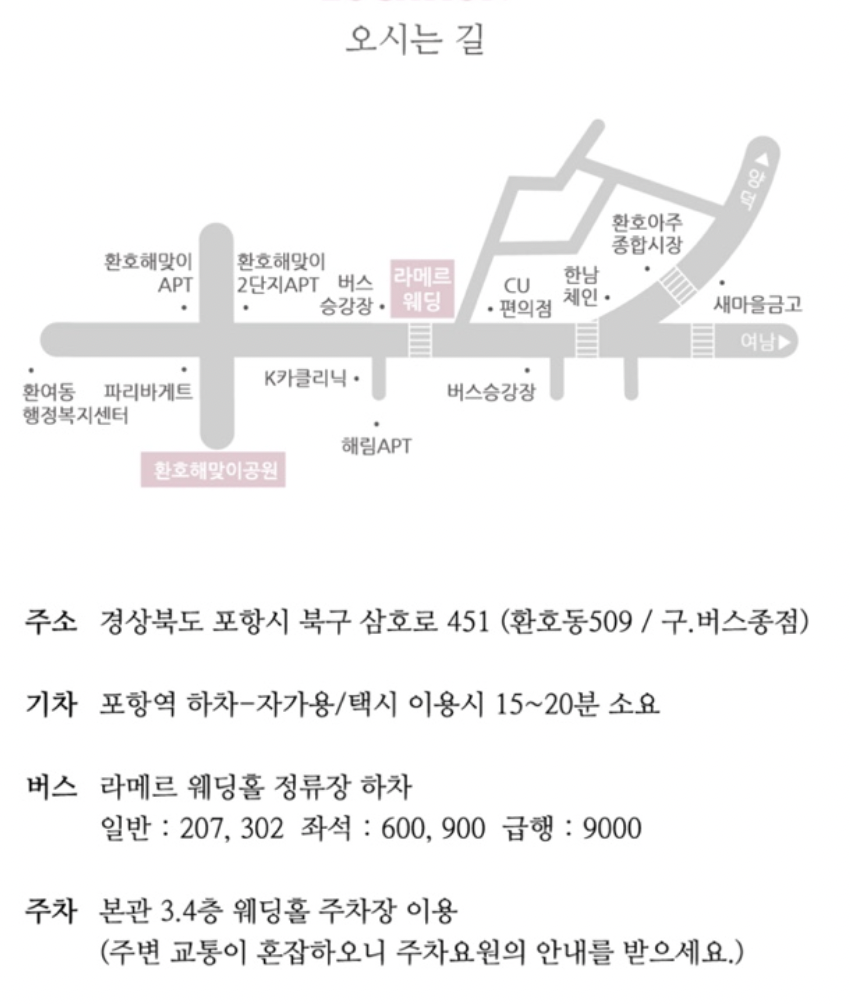 오시는 길
양덕
환호아주
종합시장
환호해맞이
APT
환호해맞이
2단지APT
버스
승강장
라메르
웨딩
CU
편의점
한남
체인
새마을금고
여남
환여동
행정복지센터
파리바게트
K카클리닉
버스승강장
해림APT
환호해맞이공원
주소 경상북도 포항시 북구 삼호로 451 (환호동509 / 구.버스종점)
기차 포항역 하차-자가용/택시 이용시 15~20분 소요
버스 라메르 웨딩홀 정류장 하차
일반 : 207, 302 좌석 : 600, 900 급행 : 9000
주차 본관 3.4층 웨딩홀 주차장 이용
(주변 교통이 혼잡하오니 주차요원의 안내를 받으세요.)